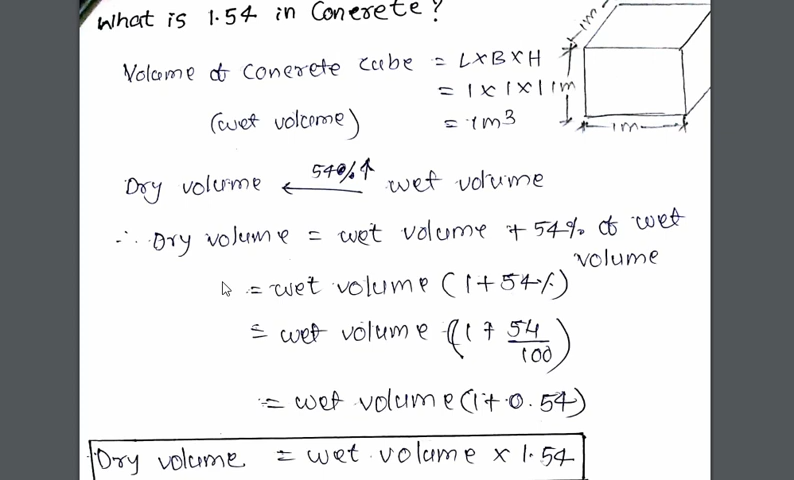 What is 1.54 in Conerete?
Volume of Conerete Cube = L×B×H
= 1 × 1 × 1 m
(wet volume) = 1m³
1m
1m
1m
Dry volume ← 54%↑ wet volume
∴ Dry volume = wet volume + 54% of wet volume
= wet volume (1+54%)
= wet volume (1 + 54/100)
= wet volume (1+0.54)
Dry volume = wet volume × 1.54